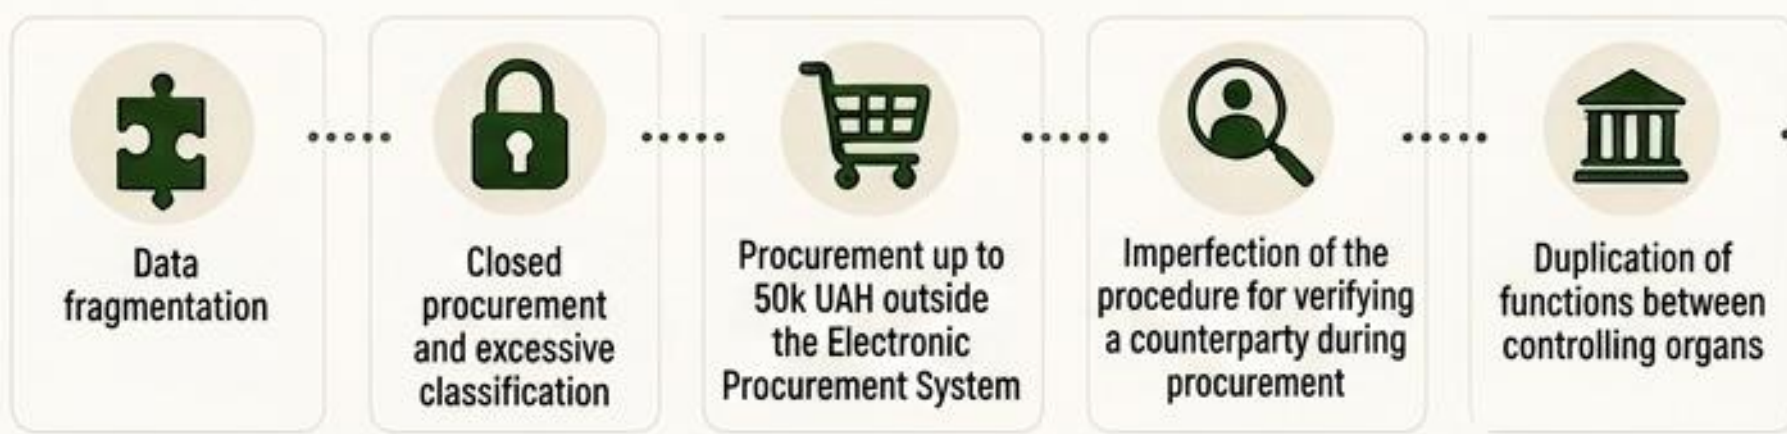 Data
fragmentation
Closed
procurement
and excessive
classification
Procurement up to
50k UAH outside
the Electronic
Procurement System
Imperfection of the
procedure for verifying
a counterparty during
procurement
Duplication of
functions between
controlling organs